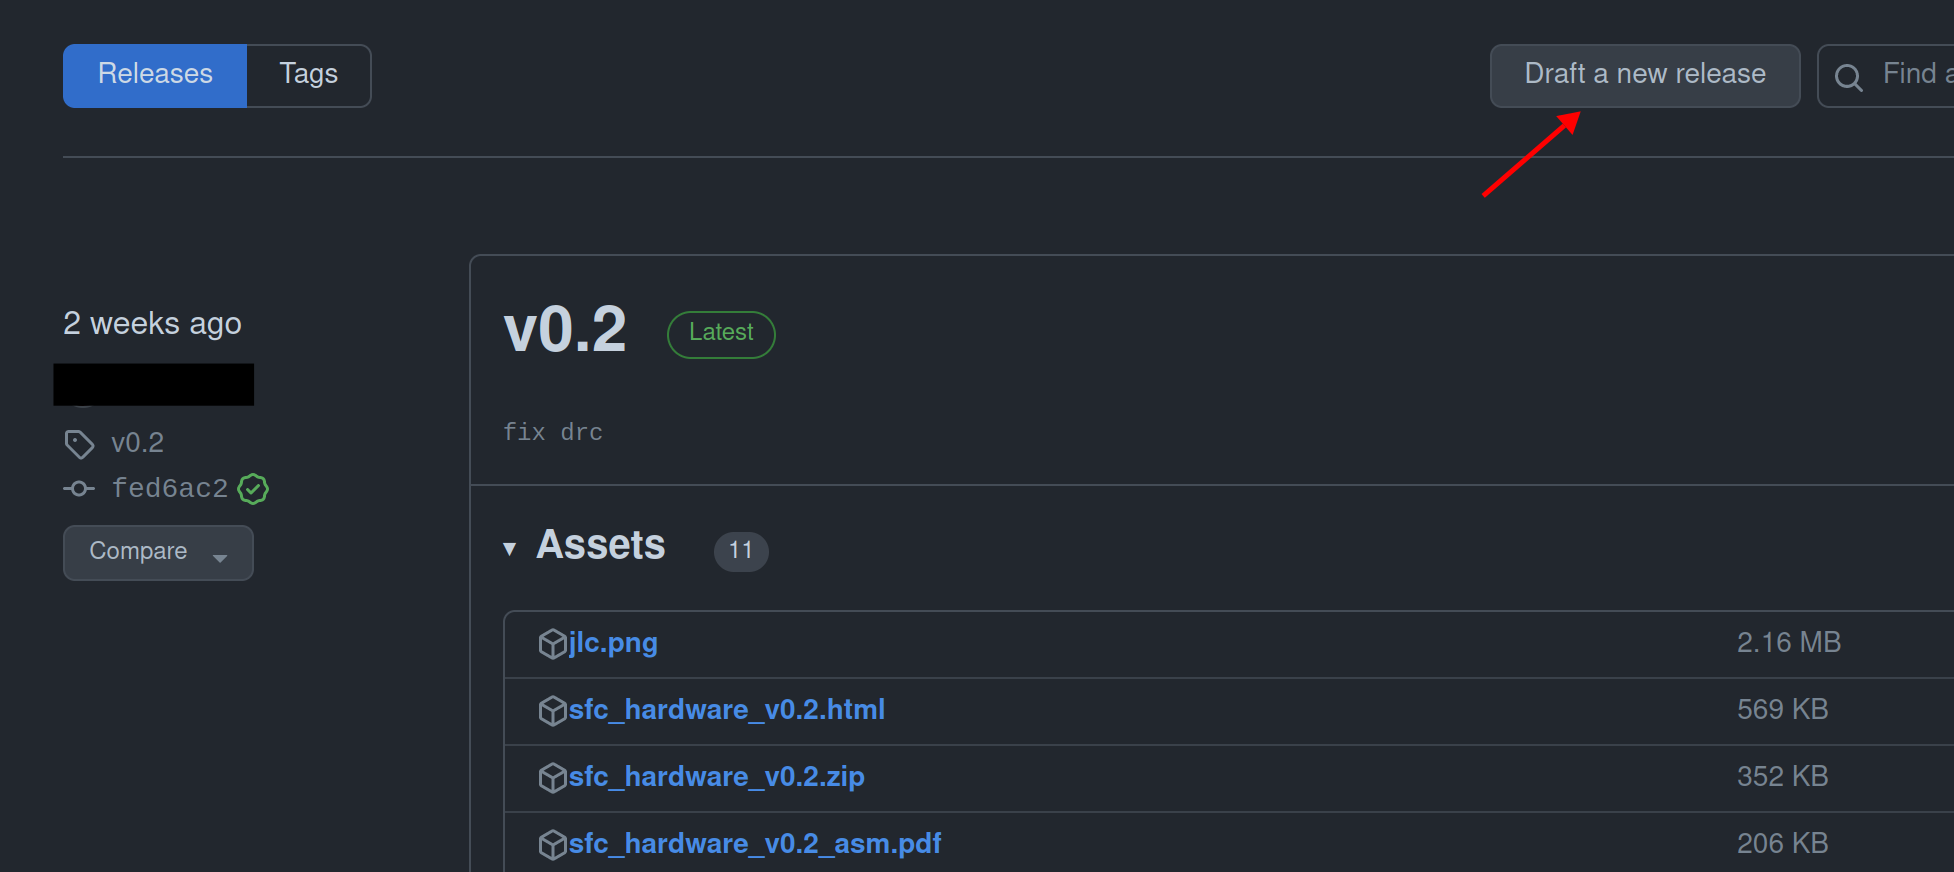 Releases Tags Draft a new release Find a
2 weeks ago
v0.2
fed6ac2
Compare
v0.2 Latest
fix drc
Assets 11
jlc.png 2.16 MB
sfc_hardware_v0.2.html 569 KB
sfc_hardware_v0.2.zip 352 KB
sfc_hardware_v0.2_asm.pdf 206 KB